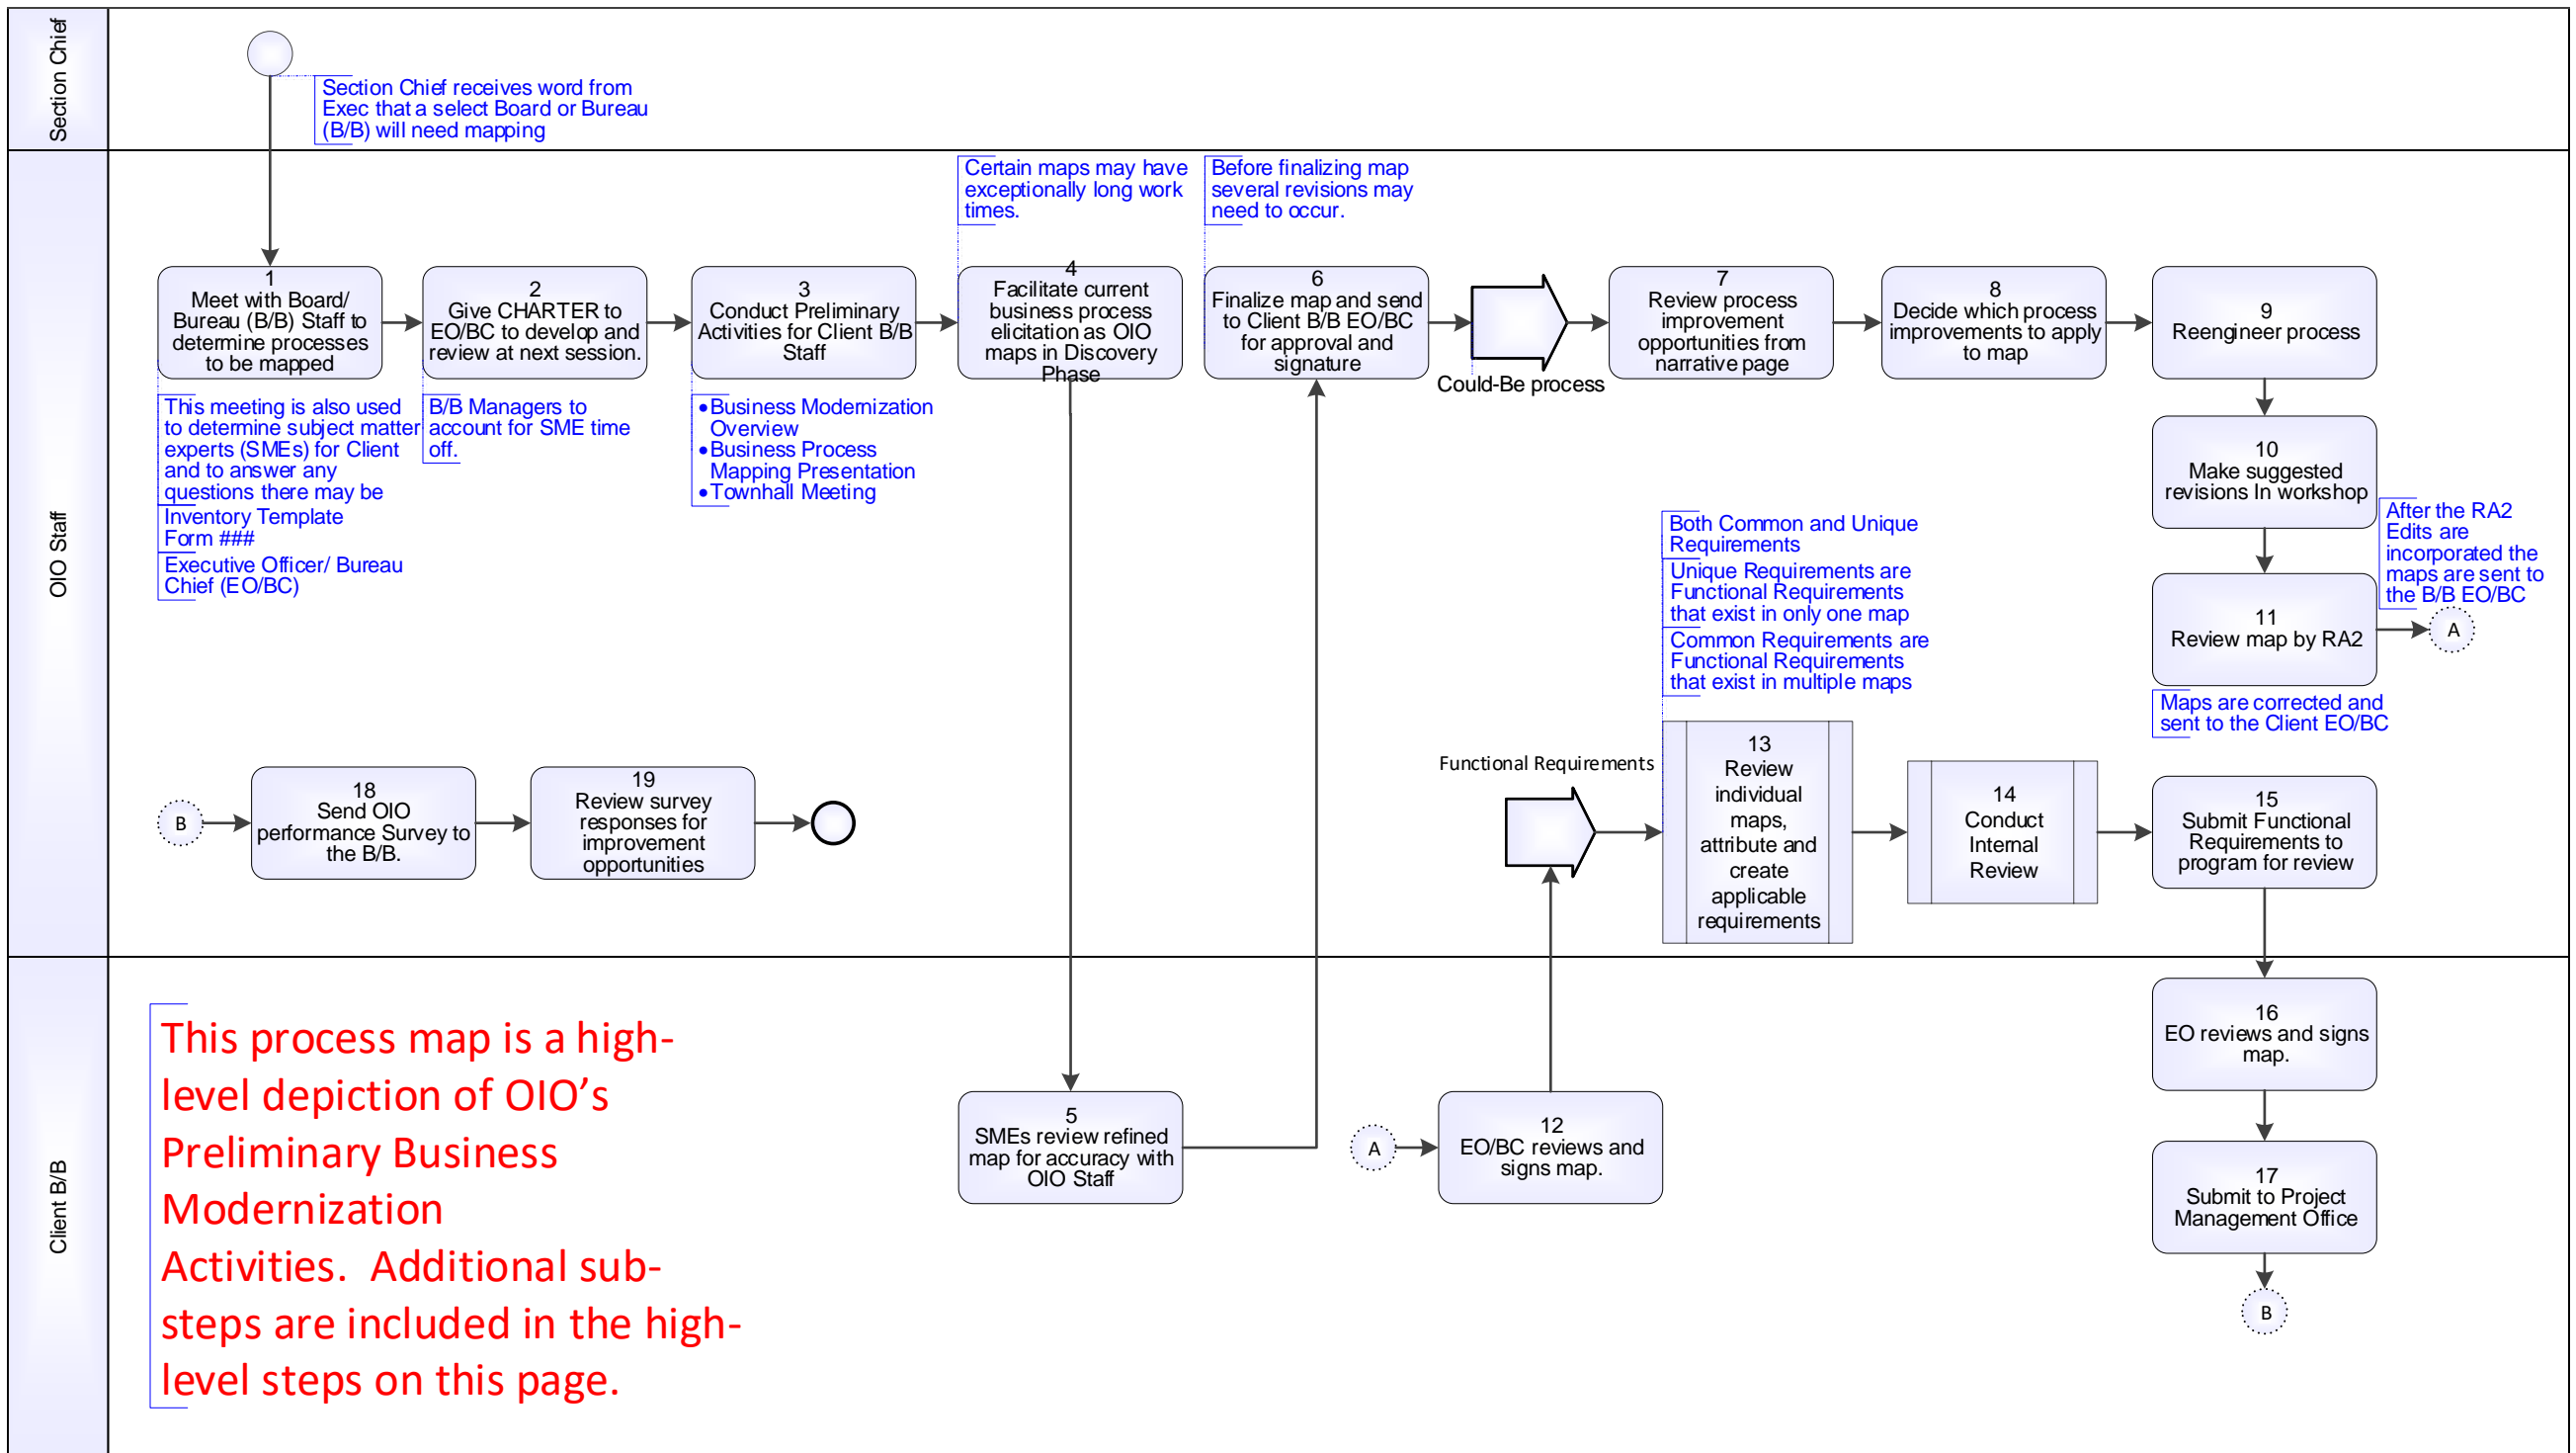 Section Chief
Section Chief receives word from
Exec that a select Board or Bureau
(B/B) will need mapping
OIO Staff
Certain maps may have
exceptionally long work
times.
Before finalizing map
several revisions may
need to occur.
1
Meet with Board/
Bureau (B/B) Staff to
determine processes
to be mapped
2
Give CHARTER to
EO/BC to develop and
review at next session.
3
Conduct Preliminary
Activities for Client B/B
Staff
4
Facilitate current
business process
elicitation as OIO
maps in Discovery
Phase
6
Finalize map and send
to Client B/B EO/BC
for approval and
signature
Could-Be process
7
Review process
improvement
opportunities from
narrative page
8
Decide which process
improvements to apply
to map
9
Reengineer process
This meeting is also used
to determine subject matter
experts (SMEs) for Client
and to answer any
questions there may be
Inventory Template
Form ###
Executive Officer/ Bureau
Chief (EO/BC)
B/B Managers to
account for SME time
off.
•Business Modernization
Overview
•Business Process
Mapping Presentation
•Townhall Meeting
10
Make suggested
revisions In workshop
After the RA2
Edits are
incorporated the
maps are sent to
the B/B EO/BC
11
Review map by RA2
A
Maps are corrected and
sent to the Client EO/BC
Both Common and Unique
Requirements
Unique Requirements are
Functional Requirements
that exist in only one map
Common Requirements are
Functional Requirements
that exist in multiple maps
B
18
Send OIO
performance Survey to
the B/B.
19
Review survey
responses for
improvement
opportunities
Functional Requirements
13
Review
individual
maps,
attribute and
create
applicable
requirements
14
Conduct
Internal
Review
15
Submit Functional
Requirements to
program for review
Client B/B
This process map is a high-
level depiction of OIO’s
Preliminary Business
Modernization
Activities.  Additional sub-
steps are included in the high-
level steps on this page.
5
SMEs review refined
map for accuracy with
OIO Staff
A
12
EO/BC reviews and
signs map.
16
EO reviews and signs
map.
17
Submit to Project
Management Office
B